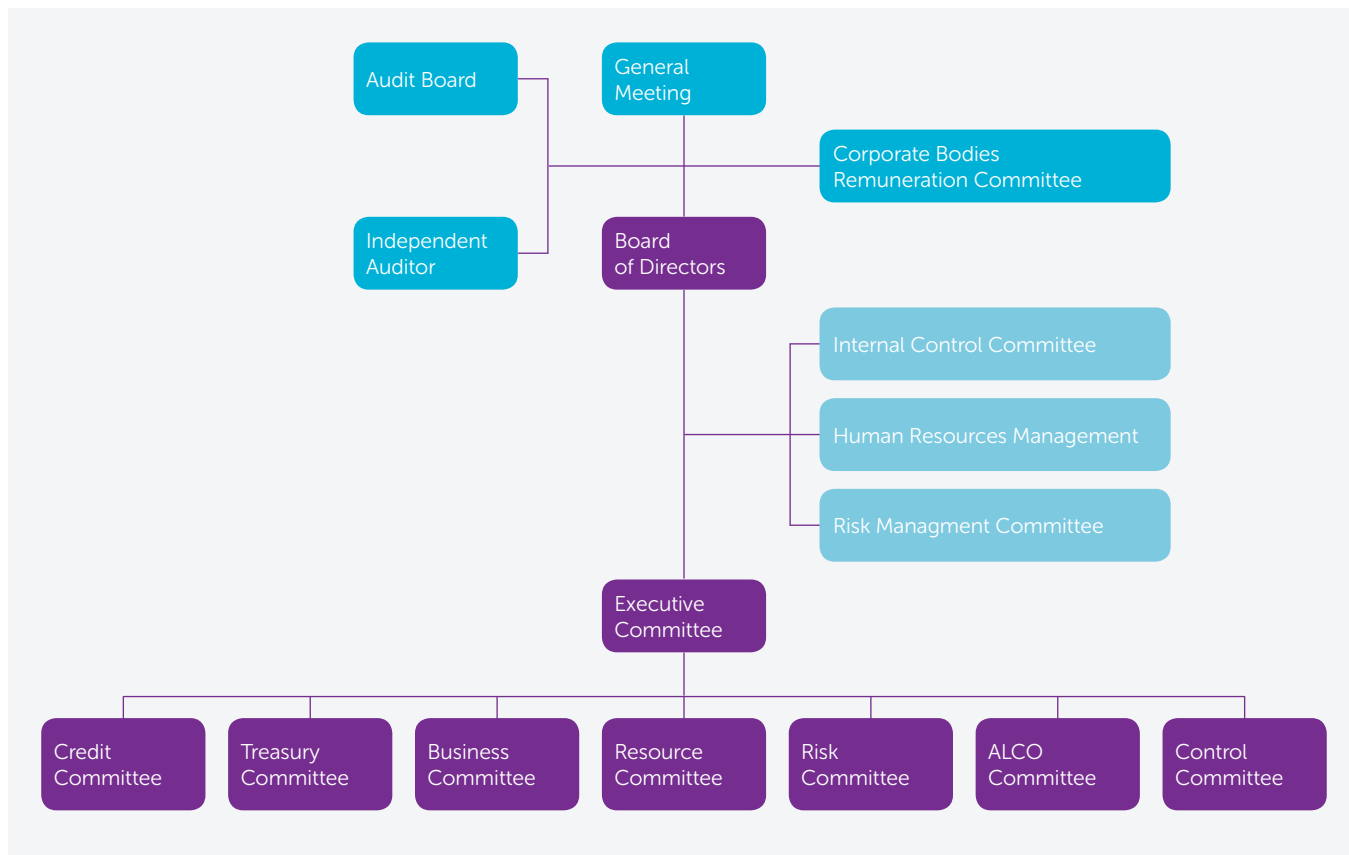 Audit Board
General
Meeting
Corporate Bodies
Remuneration Committee
Independent
Auditor
Board
of Directors
Internal Control Committee
Human Resources Management
Risk Managment Committee
Executive
Committee
Credit
Committee
Treasury
Committee
Business
Committee
Resource
Committee
Risk
Committee
ALCO
Committee
Control
Committee